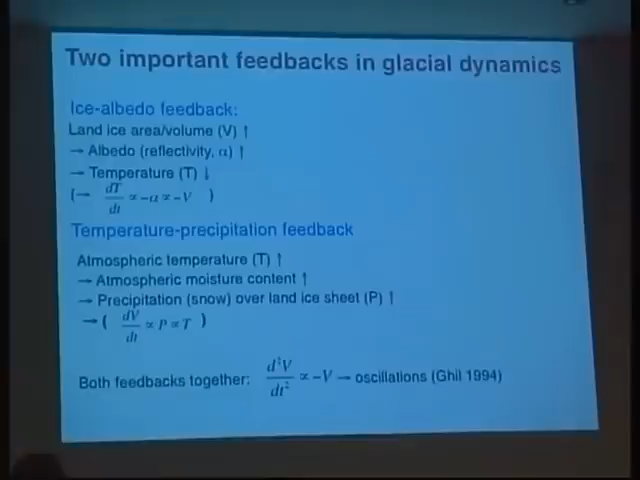 Two important feedbacks in glacial dynamics
Ice-albedo feedback:
Land ice area/volume (V) ↑
→ Albedo (reflectivity, α) ↑
→ Temperature (T) ↓
(→ dT/dt ∝ -α ∝ -V )
Temperature-precipitation feedback
Atmospheric temperature (T) ↑
→ Atmospheric moisture content ↑
→ Precipitation (snow) over land ice sheet (P) ↑
→ ( dV/dt ∝ P ∝ T )
Both feedbacks together: d²V/dt² ∝ -V → oscillations (Ghil 1994)